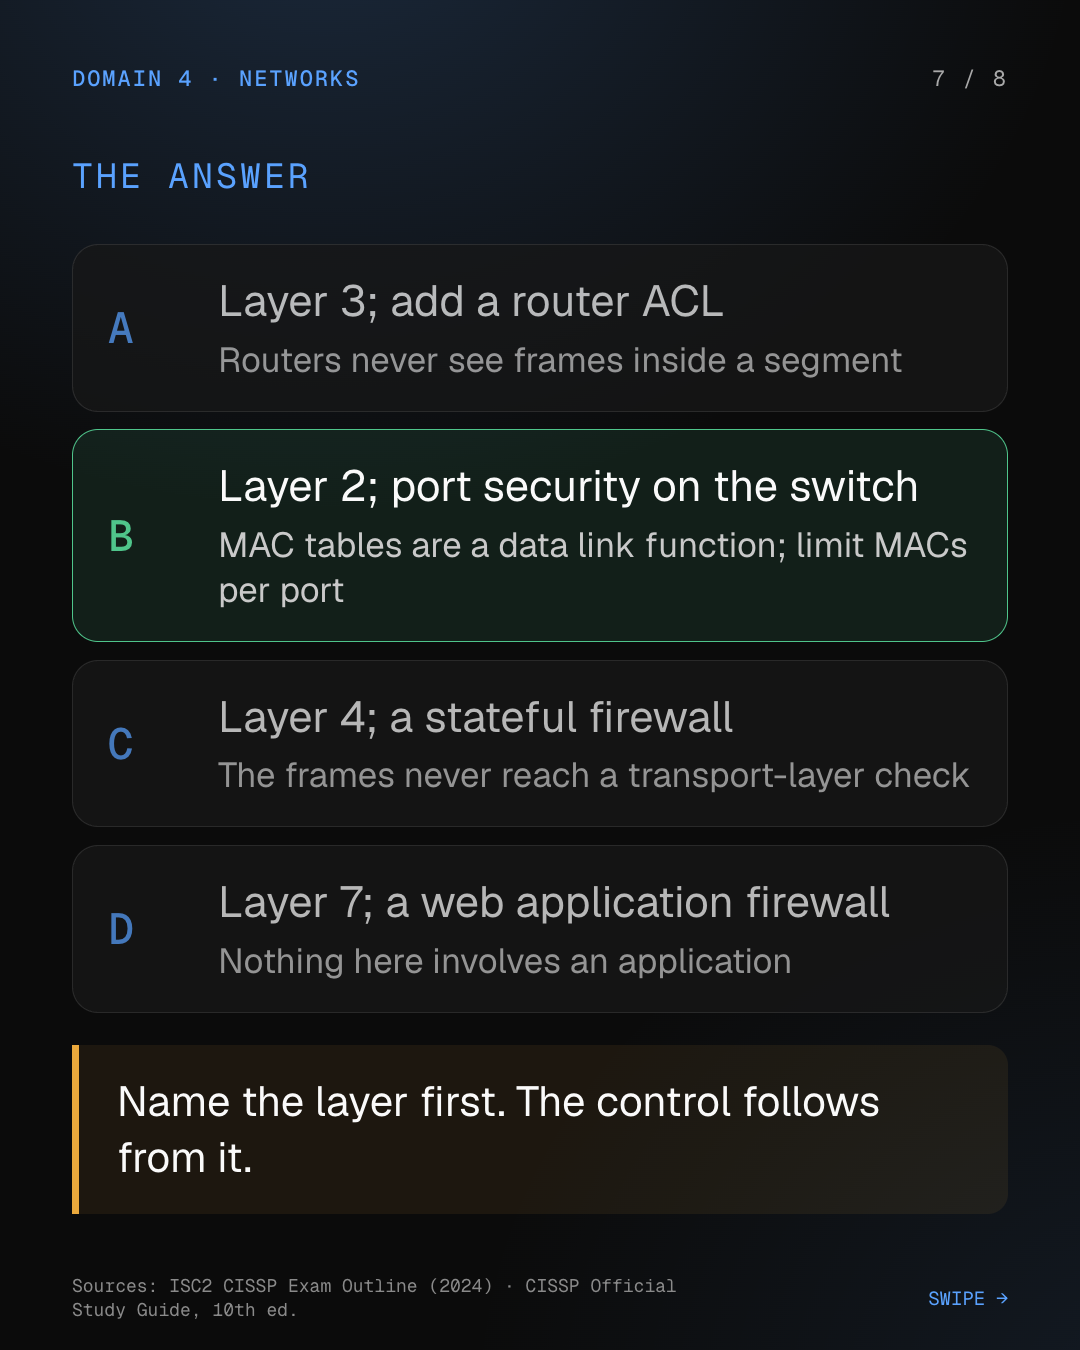 DOMAIN 4 · NETWORKS
7 / 8
THE ANSWER
A
Layer 3; add a router ACL
Routers never see frames inside a segment
B
Layer 2; port security on the switch
MAC tables are a data link function; limit MACs
per port
C
Layer 4; a stateful firewall
The frames never reach a transport-layer check
D
Layer 7; a web application firewall
Nothing here involves an application
Name the layer first. The control follows
from it.
Sources: ISC2 CISSP Exam Outline (2024) · CISSP Official
Study Guide, 10th ed.
SWIPE →